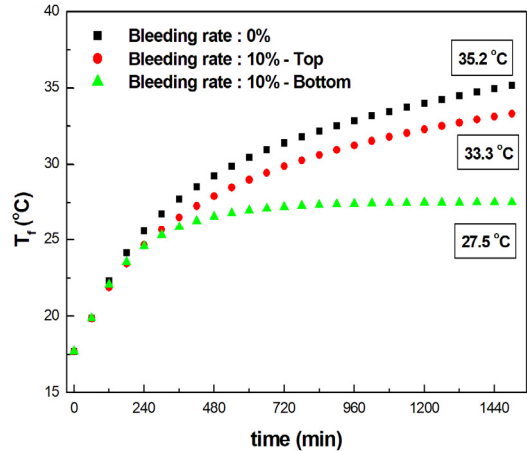 40
35
30
25
20
15
T_f (°C)
Bleeding rate : 0%
Bleeding rate : 10% - Top
Bleeding rate : 10% - Bottom
35.2 °C
33.3 °C
27.5 °C
0 240 480 720 960 1200 1440
time (min)